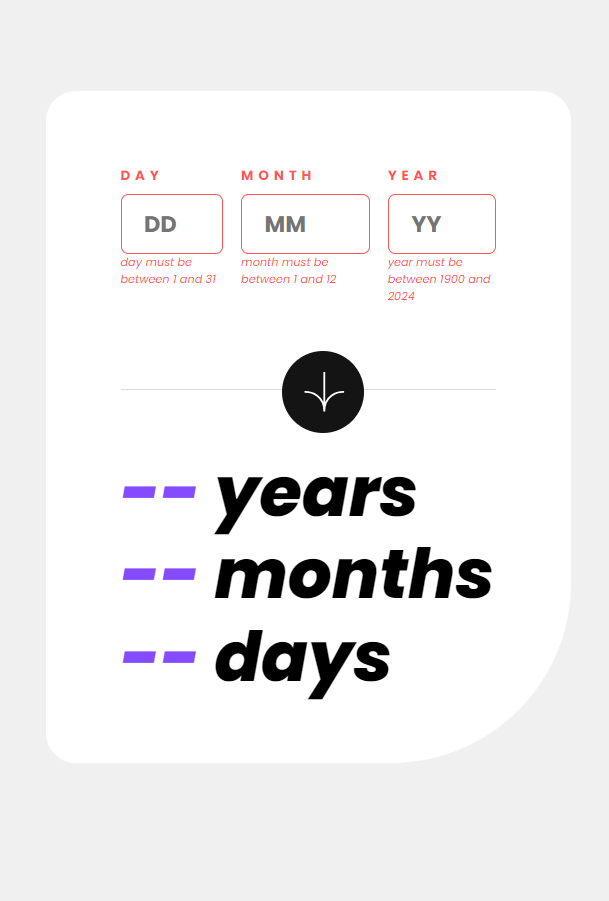 DAY MONTH YEAR
DD MM YY
day must be month must be year must be
between 1 and 31 between 1 and 12 between 1900 and
2024
-- years
-- months
-- days